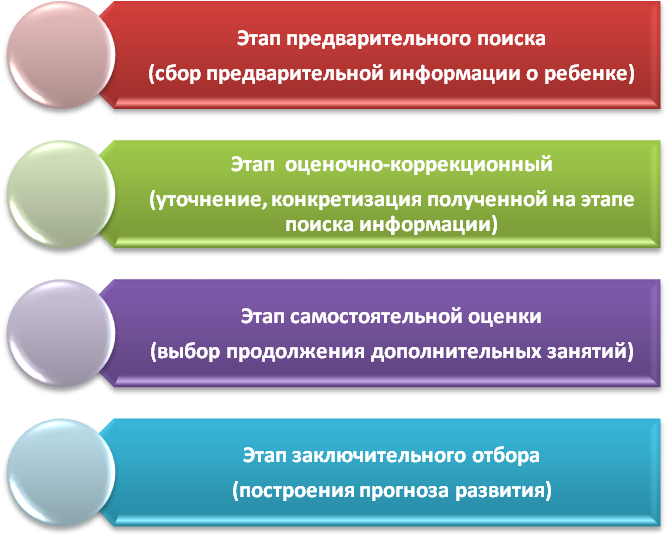 Этап предварительного поиска
(сбор предварительной информации о ребенке)
Этап оценочно-коррекционный
(уточнение, конкретизация полученной на этапе
поиска информации)
Этап самостоятельной оценки
(выбор продолжения дополнительных занятий)
Этап заключительного отбора
(построения прогноза развития)